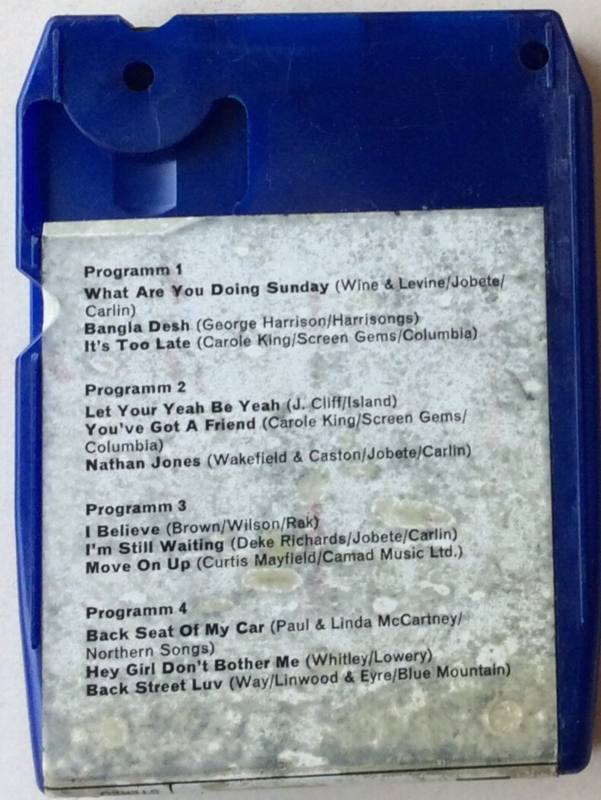 Programm 1
What Are You Doing Sunday (Wine & Levine/Jobete/
Carlin)
Bangla Desh (George Harrison/Harrisongs)
It's Too Late (Carole King/Screen Gems/Columbia)
Programm 2
Let Your Yeah Be Yeah (J. Cliff/Island)
You've Got A Friend (Carole King/Screen Gems/
Columbia)
Nathan Jones (Wakefield & Caston/Jobete/Carlin)
Programm 3
I Believe (Brown/Wilson/Rak)
I'm Still Waiting (Deke Richards/Jobete/Carlin)
Move On Up (Curtis Mayfield/Camad Music Ltd.)
Programm 4
Back Seat Of My Car (Paul & Linda McCartney/
Northern Songs)
Hey Girl Don't Bother Me (Whitley/Lowery)
Back Street Luv (Way/Linwood & Eyre/Blue Mountain)